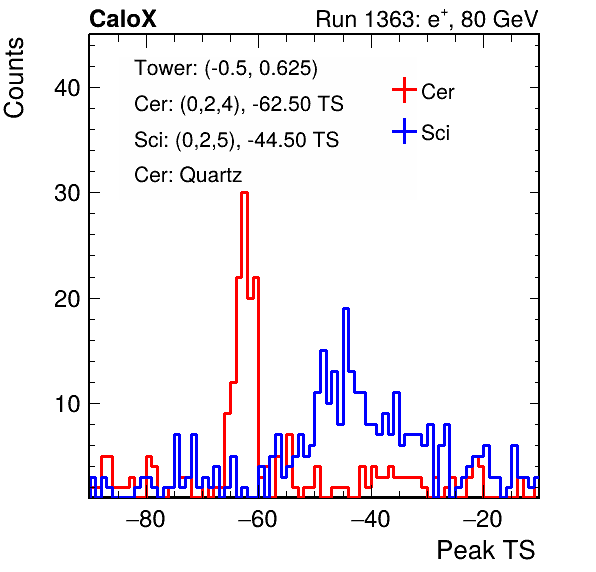 CaloX Run 1363: e⁺, 80 GeV
Counts
Tower: (-0.5, 0.625)
Cer: (0,2,4), -62.50 TS
Sci: (0,2,5), -44.50 TS
Cer: Quartz
Cer
Sci
40
30
20
10
−80 −60 −40 −20
Peak TS